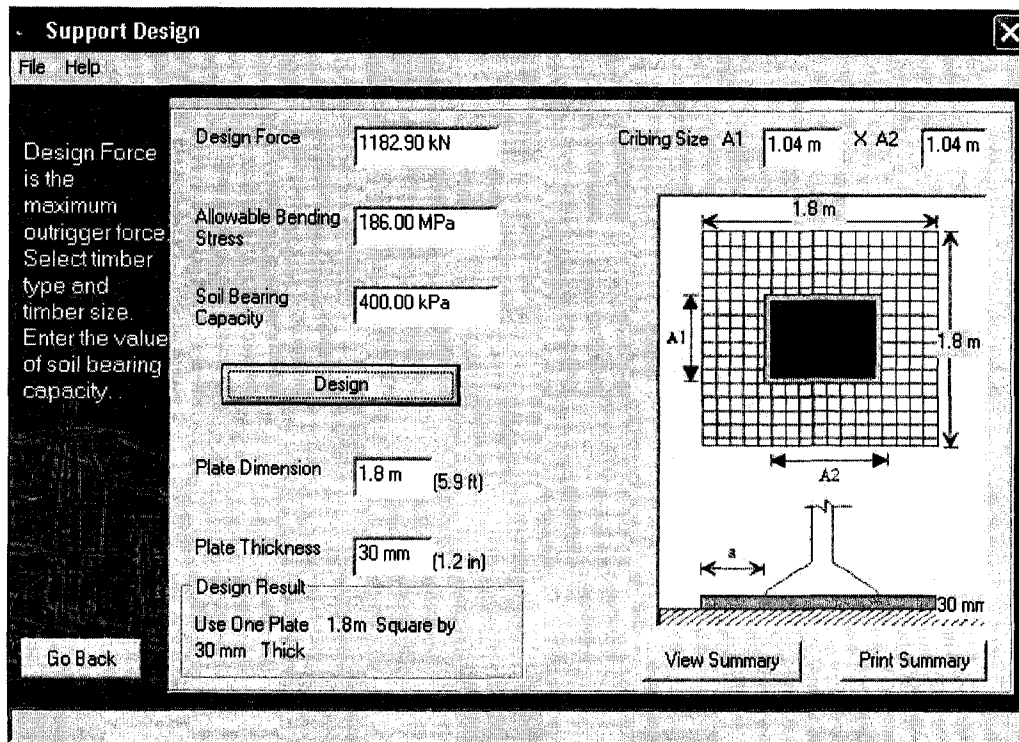 Support Design
File Help
Design Force
is the
maximum
outrigger force.
Select timber
type and
timber size.
Enter the value
of soil bearing
capacity.
Go Back
Design Force
1182.90 kN
Allowable Bending
Stress
186.00 MPa
Soil Bearing
Capacity
400.00 kPa
Design
Plate Dimension
1.8 m
(5.9 ft)
Plate Thickness
30 mm
(1.2 in)
Design Result
Use One Plate 1.8m Square by
30 mm Thick
Cribing Size A1 1.04 m X A2 1.04 m
1.8 m
A1
1.8 m
A2
a
30 mm
View Summary
Print Summary